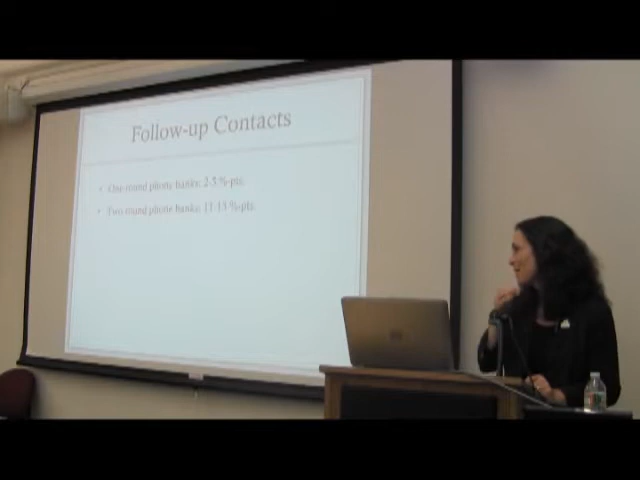 Follow-up Contacts
• One round phone banks: 2-5 %-pts.
• Two round phone banks: 11-13 %-pts.